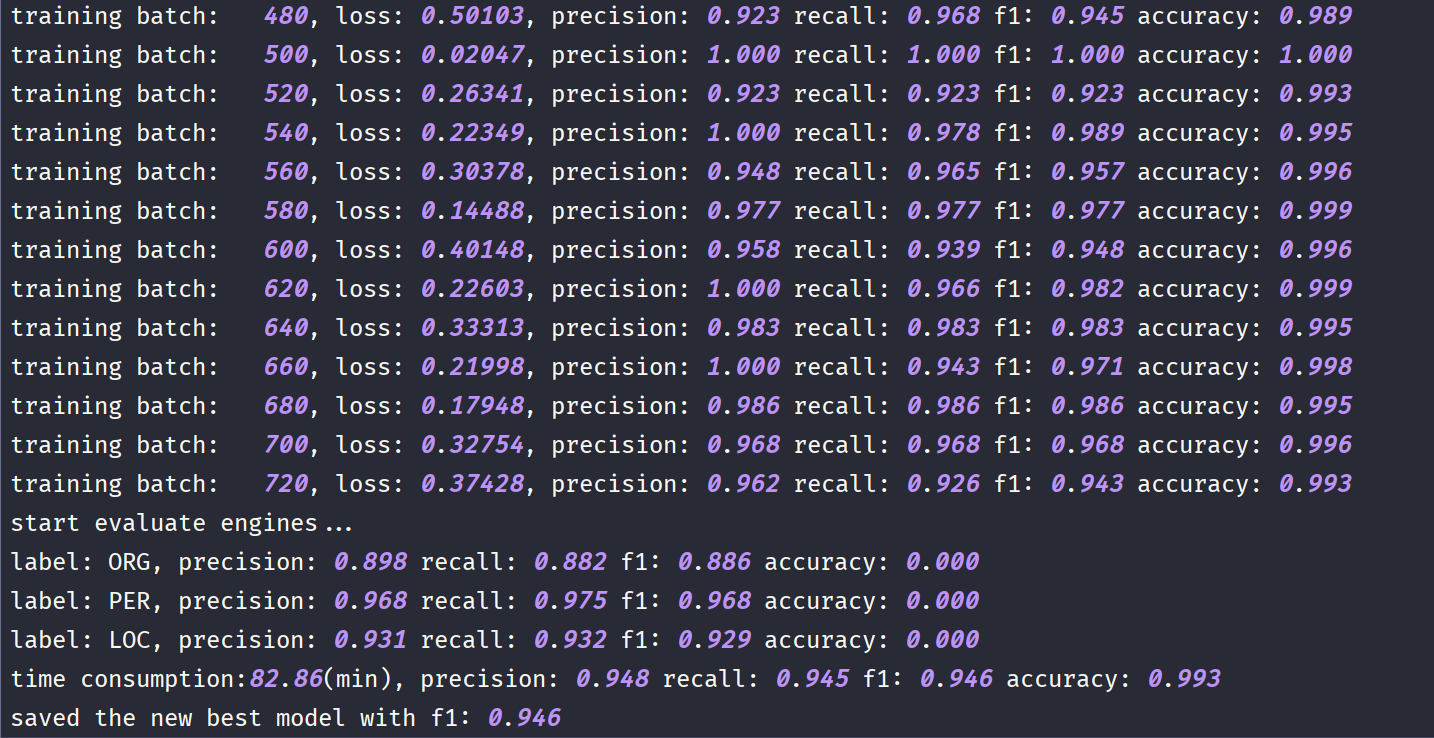 training batch:   480, loss: 0.50103, precision: 0.923 recall: 0.968 f1: 0.945 accuracy: 0.989
training batch:   500, loss: 0.02047, precision: 1.000 recall: 1.000 f1: 1.000 accuracy: 1.000
training batch:   520, loss: 0.26341, precision: 0.923 recall: 0.923 f1: 0.923 accuracy: 0.993
training batch:   540, loss: 0.22349, precision: 1.000 recall: 0.978 f1: 0.989 accuracy: 0.995
training batch:   560, loss: 0.30378, precision: 0.948 recall: 0.965 f1: 0.957 accuracy: 0.996
training batch:   580, loss: 0.14488, precision: 0.977 recall: 0.977 f1: 0.977 accuracy: 0.999
training batch:   600, loss: 0.40148, precision: 0.958 recall: 0.939 f1: 0.948 accuracy: 0.996
training batch:   620, loss: 0.22603, precision: 1.000 recall: 0.966 f1: 0.982 accuracy: 0.999
training batch:   640, loss: 0.33313, precision: 0.983 recall: 0.983 f1: 0.983 accuracy: 0.995
training batch:   660, loss: 0.21998, precision: 1.000 recall: 0.943 f1: 0.971 accuracy: 0.998
training batch:   680, loss: 0.17948, precision: 0.986 recall: 0.986 f1: 0.986 accuracy: 0.995
training batch:   700, loss: 0.32754, precision: 0.968 recall: 0.968 f1: 0.968 accuracy: 0.996
training batch:   720, loss: 0.37428, precision: 0.962 recall: 0.926 f1: 0.943 accuracy: 0.993
start evaluate engines...
label: ORG, precision: 0.898 recall: 0.882 f1: 0.886 accuracy: 0.000
label: PER, precision: 0.968 recall: 0.975 f1: 0.968 accuracy: 0.000
label: LOC, precision: 0.931 recall: 0.932 f1: 0.929 accuracy: 0.000
time consumption:82.86(min), precision: 0.948 recall: 0.945 f1: 0.946 accuracy: 0.993
saved the new best model with f1: 0.946